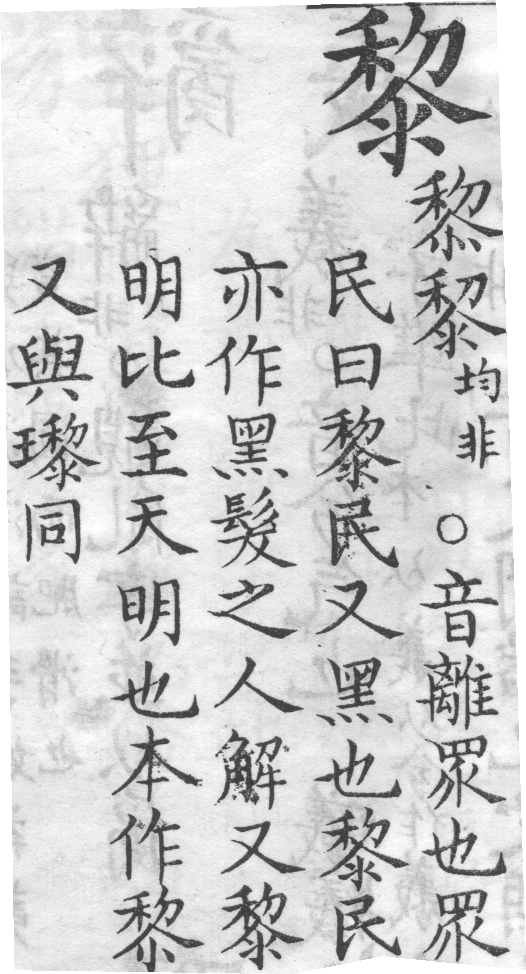 黎 黎黎均非 ○音離眾也眾
民曰黎民又黑也黎民
亦作黑髮之人解又黎
明比至天明也本作黎
又與瓈同